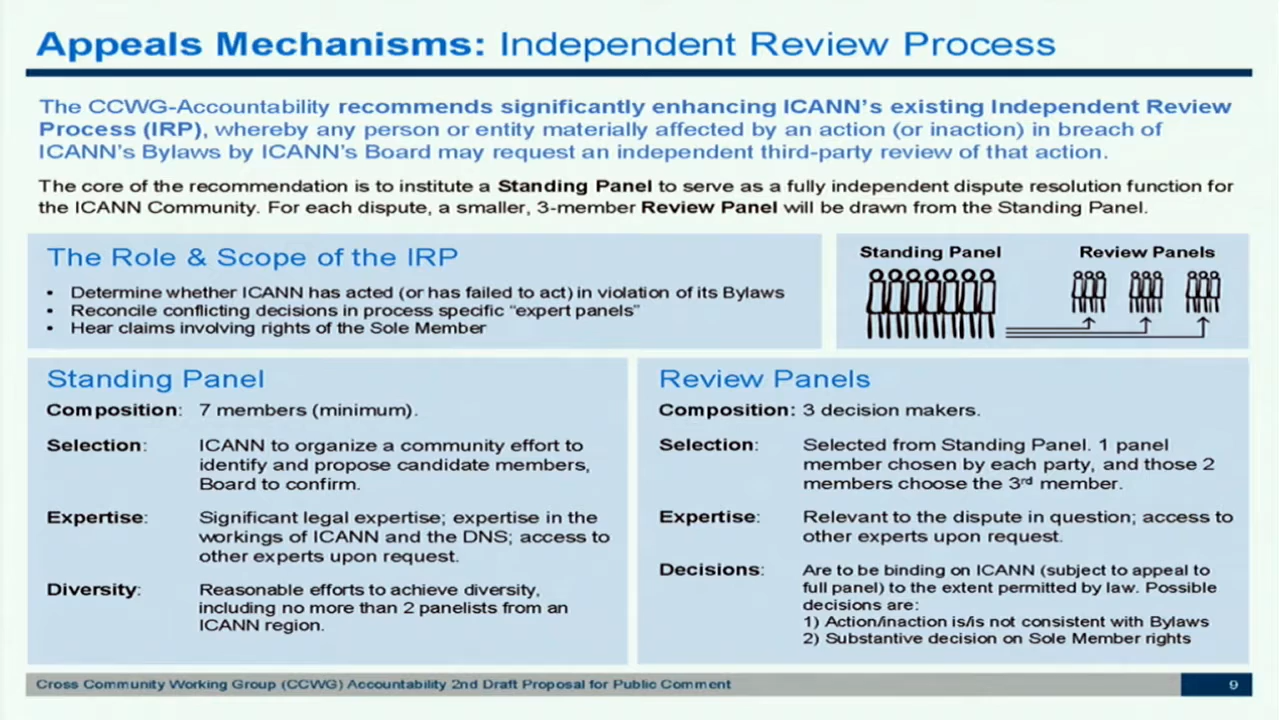 Appeals Mechanisms: Independent Review Process
The CCWG-Accountability recommends significantly enhancing ICANN's existing Independent Review
Process (IRP), whereby any person or entity materially affected by an action (or inaction) in breach of
ICANN's Bylaws by ICANN's Board may request an independent third-party review of that action.
The core of the recommendation is to institute a Standing Panel to serve as a fully independent dispute resolution function for
the ICANN Community. For each dispute, a smaller, 3-member Review Panel will be drawn from the Standing Panel.
The Role & Scope of the IRP
• Determine whether ICANN has acted (or has failed to act) in violation of its Bylaws
• Reconcile conflicting decisions in process specific "expert panels"
• Hear claims involving rights of the Sole Member
Standing Panel
Review Panels
Standing Panel
Composition: 7 members (minimum).
Selection: ICANN to organize a community effort to
identify and propose candidate members,
Board to confirm.
Expertise: Significant legal expertise; expertise in the
workings of ICANN and the DNS; access to
other experts upon request.
Diversity: Reasonable efforts to achieve diversity,
including no more than 2 panelists from an
ICANN region.
Review Panels
Composition: 3 decision makers.
Selection: Selected from Standing Panel. 1 panel
member chosen by each party, and those 2
members choose the 3rd member.
Expertise: Relevant to the dispute in question; access to
other experts upon request.
Decisions: Are to be binding on ICANN (subject to appeal to
full panel) to the extent permitted by law. Possible
decisions are:
1) Action/inaction is/is not consistent with Bylaws
2) Substantive decision on Sole Member rights
Cross Community Working Group (CCWG) Accountability 2nd Draft Proposal for Public Comment
9